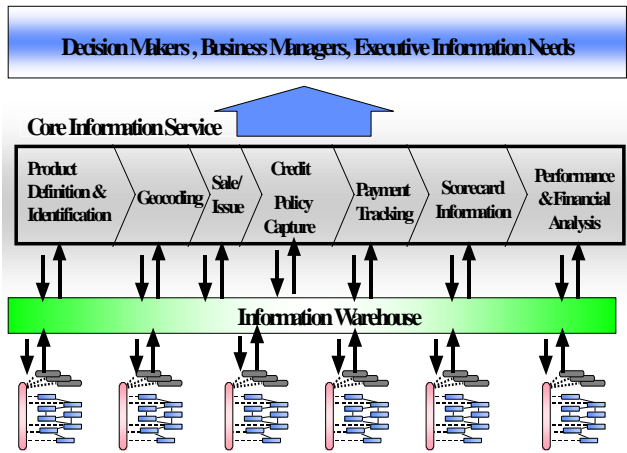 Decision Makers , Business Managers, Executive Information Needs
Core Information Service
Product
Definition &
Identification
Geocoding
Sale/
Issue
Credit
Policy
Capture
Payment
Tracking
Scorecard
Information
Performance
& Financial
Analysis
Information Warehouse